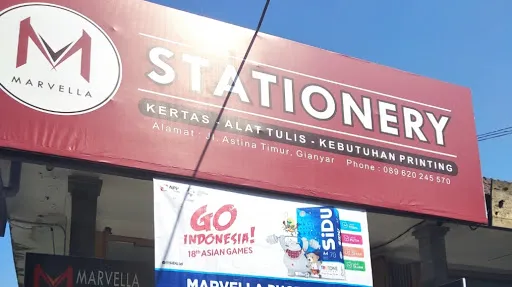 MARVELLA
STATIONERY
KERTAS - ALAT TULIS - KEBUTUHAN PRINTING
Alamat : Jl. Astina Timur, Gianyar Phone : 089 620 245 570
GO
INDONESIA!
18th ASIAN GAMES
SiDU
M 70
MARVELLA
MARVELLA